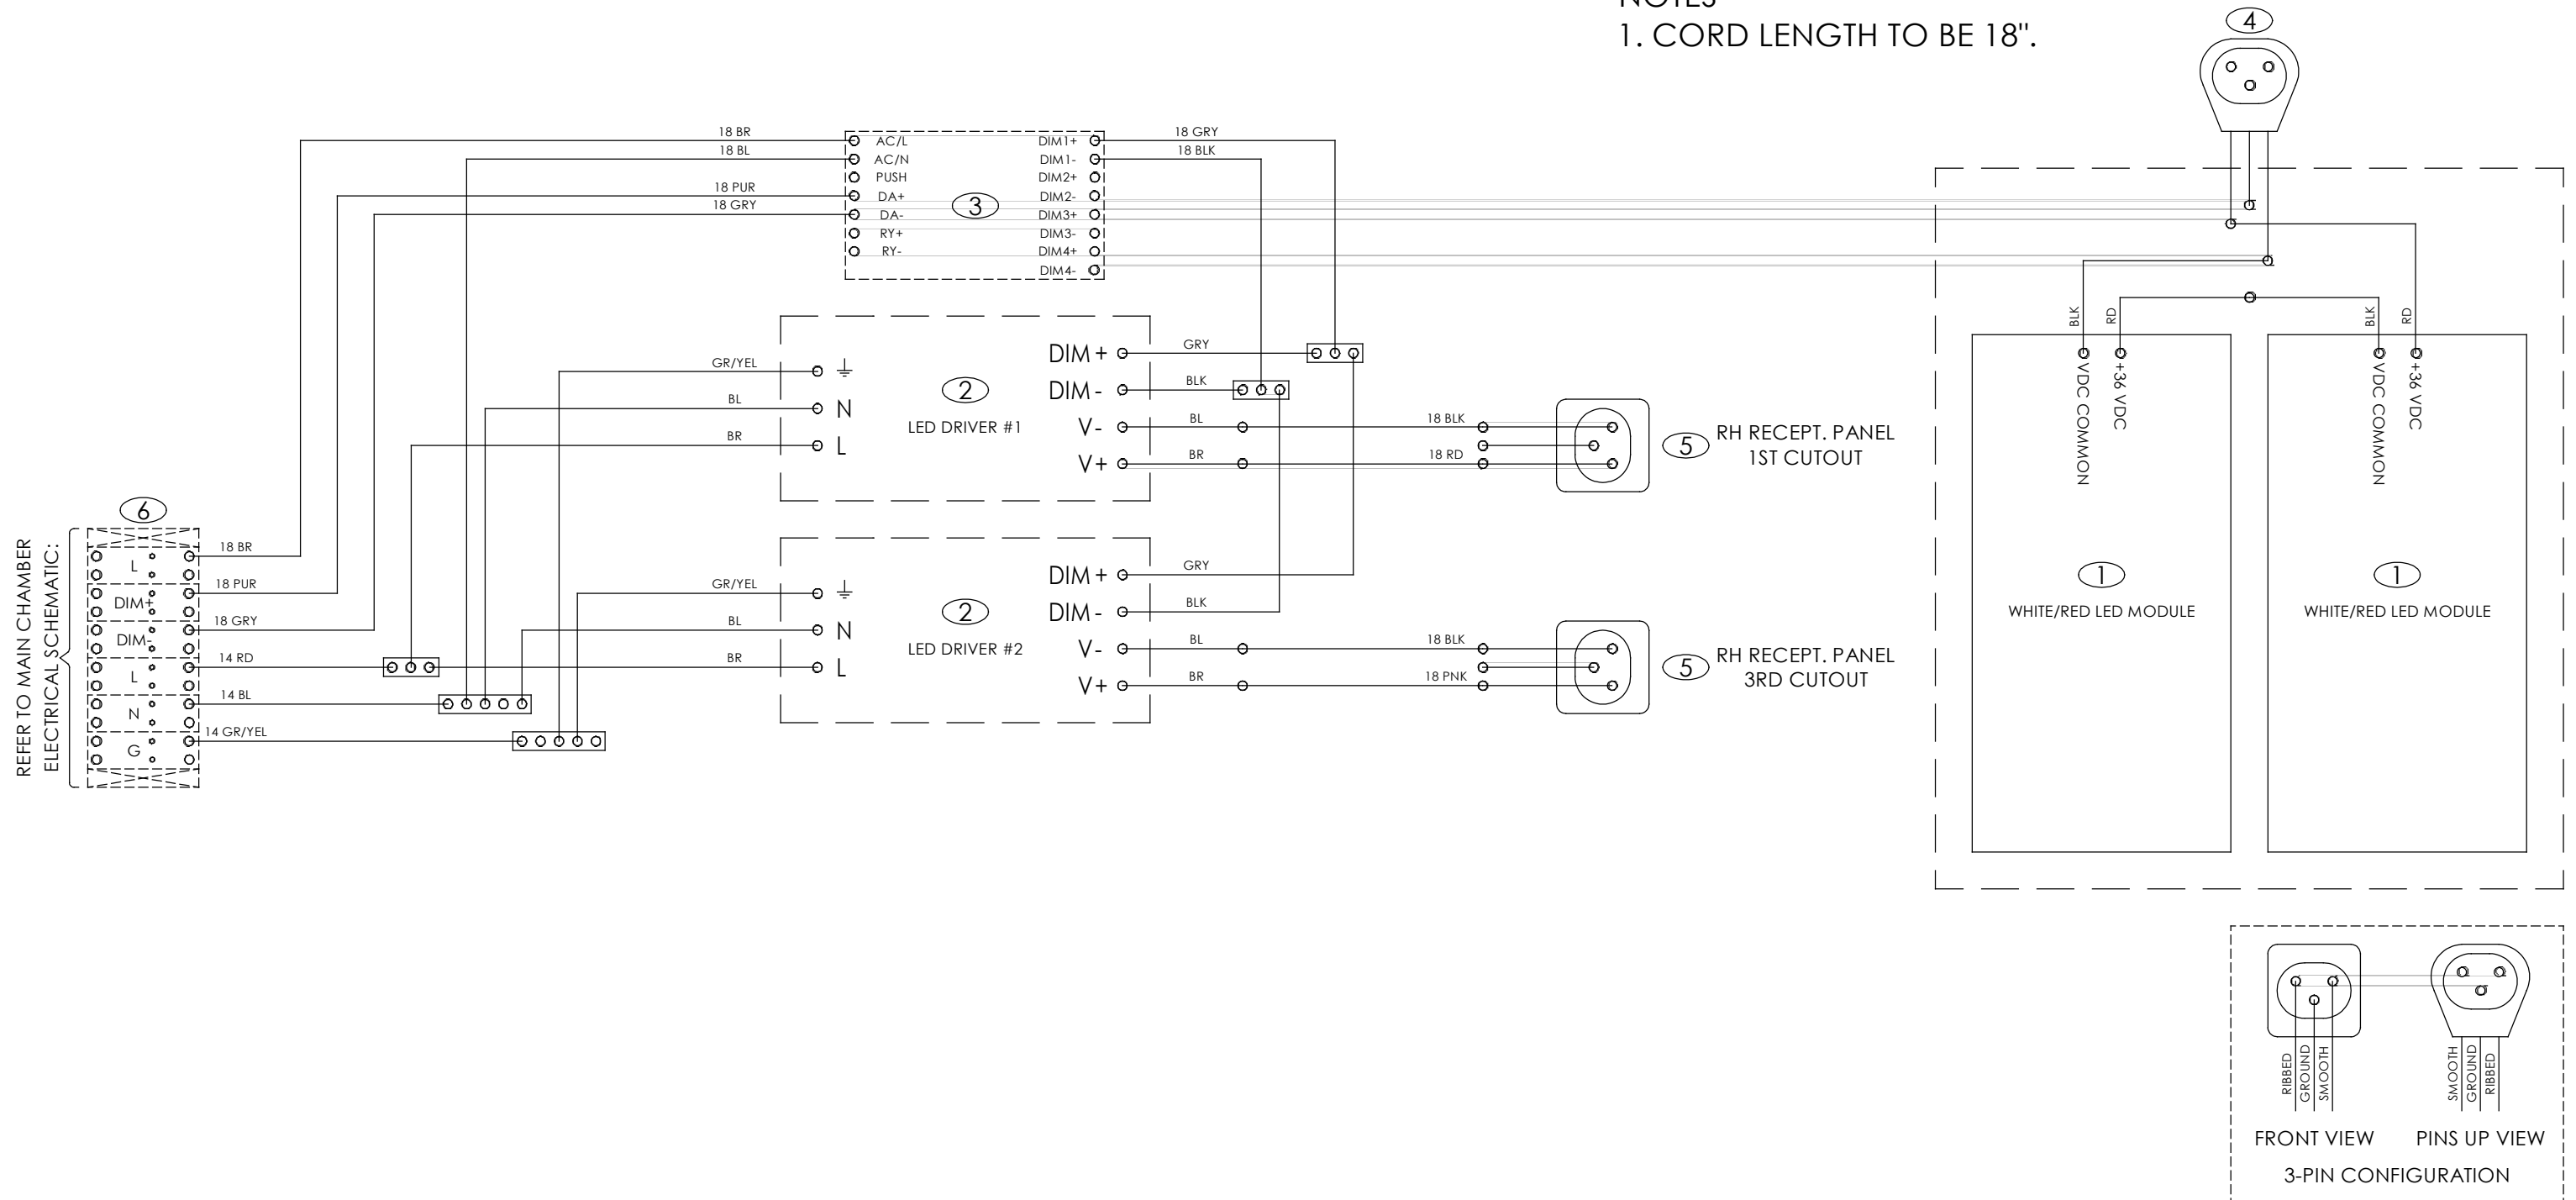 NOTES
1. CORD LENGTH TO BE 18".
4
18 BR
18 BL
18 PUR
18 GRY
AC/L
AC/N
PUSH
DA+
DA-
RY+
RY-
3
DIM1+
DIM1-
DIM2+
DIM2-
DIM3+
DIM3-
DIM4+
DIM4-
18 GRY
18 BLK
GR/YEL
BL
BR
N
L
2
LED DRIVER #1
DIM+
DIM-
V-
V+
GRY
BLK
BL
BR
18 BLK
18 RD
5
RH RECEPT. PANEL
1ST CUTOUT
GR/YEL
BL
BR
N
L
2
LED DRIVER #2
DIM+
DIM-
V-
V+
GRY
BLK
BL
BR
18 BLK
18 PNK
5
RH RECEPT. PANEL
3RD CUTOUT
REFER TO MAIN CHAMBER
ELECTRICAL SCHEMATIC:
6
L
DIM+
DIM-
L
N
G
18 BR
18 PUR
18 GRY
14 RD
14 BL
14 GR/YEL
BLK
RD
BLK
RD
VDC COMMON
+36 VDC
VDC COMMON
+36 VDC
1
WHITE/RED LED MODULE
1
WHITE/RED LED MODULE
RIBBED
GROUND
SMOOTH
SMOOTH
GROUND
RIBBED
FRONT VIEW
PINS UP VIEW
3-PIN CONFIGURATION